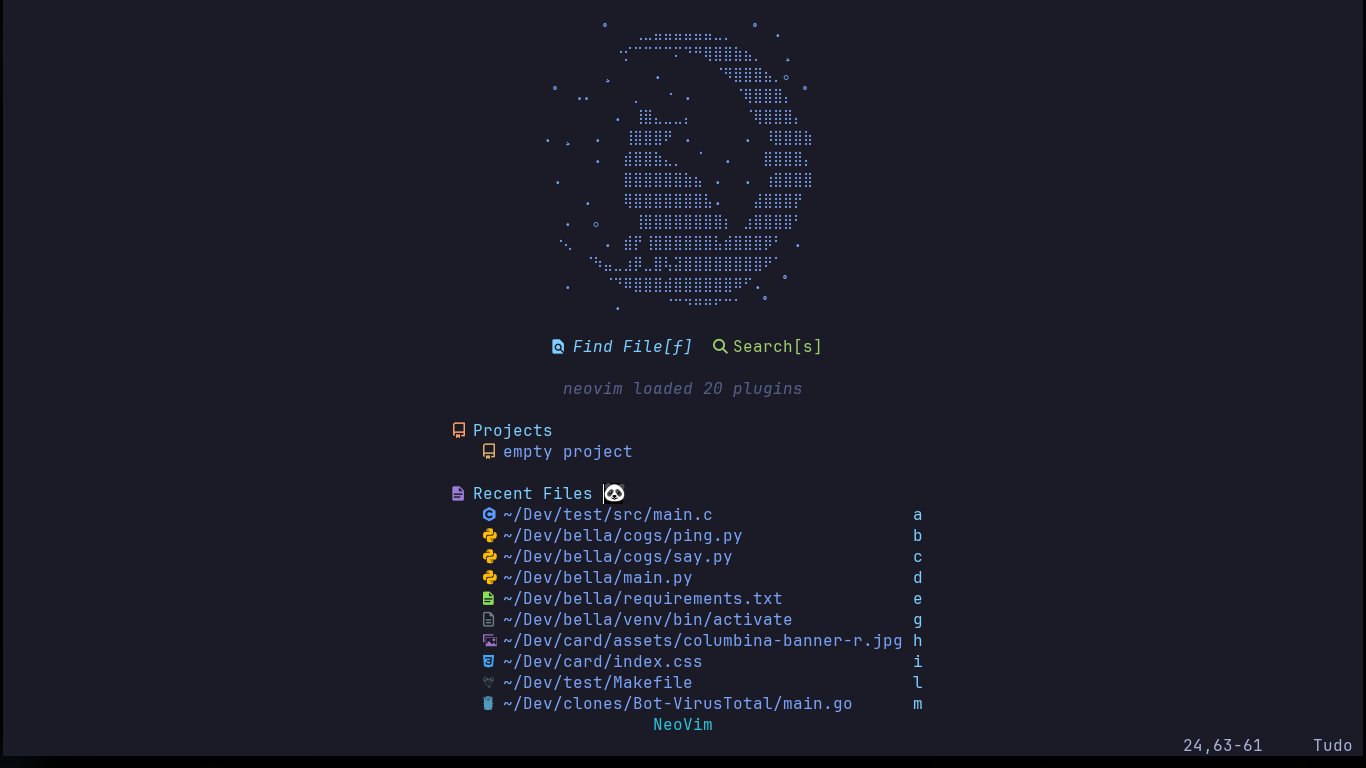 Find File[f] Search[s]
neovim loaded 20 plugins
Projects
empty project
Recent Files
~/Dev/test/src/main.c a
~/Dev/bella/cogs/ping.py b
~/Dev/bella/cogs/say.py c
~/Dev/bella/main.py d
~/Dev/bella/requirements.txt e
~/Dev/bella/venv/bin/activate g
~/Dev/card/assets/columbina-banner-r.jpg h
~/Dev/card/index.css i
~/Dev/test/Makefile l
~/Dev/clones/Bot-VirusTotal/main.go m
NeoVim
24,63-61 Tudo